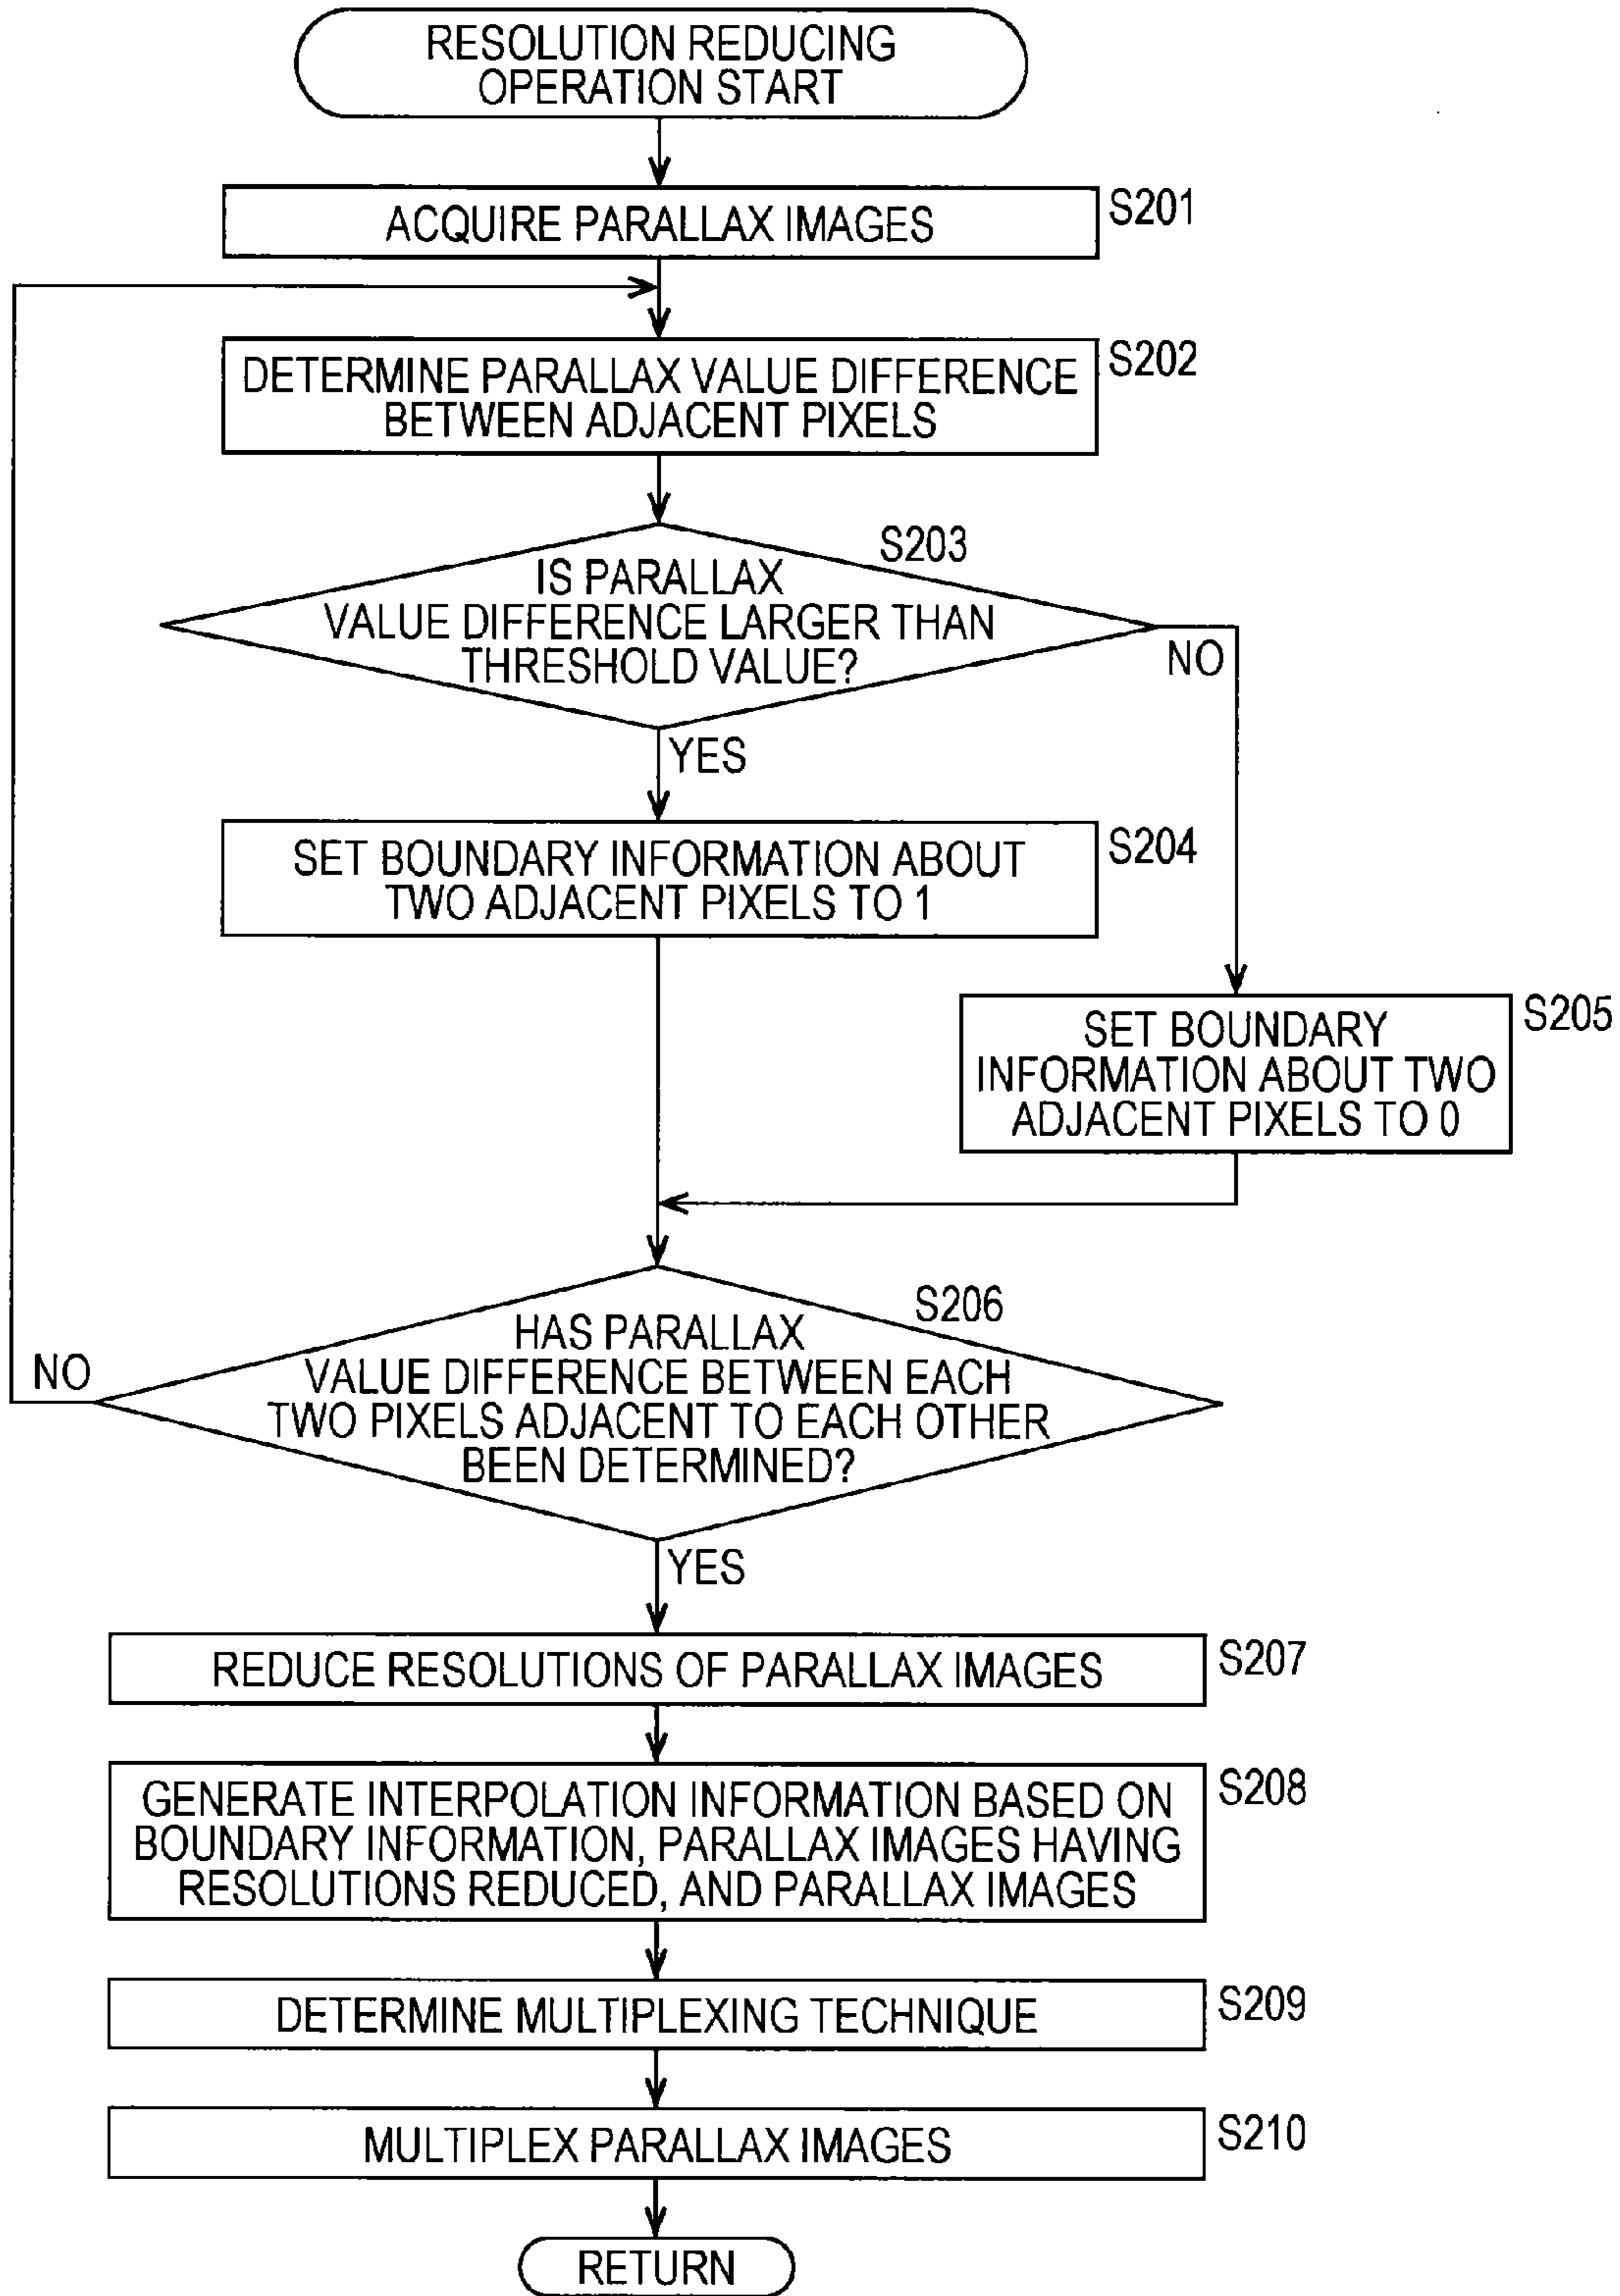 RESOLUTION REDUCING
OPERATION START
ACQUIRE PARALLAX IMAGES
S201
DETERMINE PARALLAX VALUE DIFFERENCE
BETWEEN ADJACENT PIXELS
S202
S203
IS PARALLAX
VALUE DIFFERENCE LARGER THAN
THRESHOLD VALUE?
NO
YES
SET BOUNDARY INFORMATION ABOUT
TWO ADJACENT PIXELS TO 1
S204
SET BOUNDARY
INFORMATION ABOUT TWO
ADJACENT PIXELS TO 0
S205
S206
HAS PARALLAX
VALUE DIFFERENCE BETWEEN EACH
TWO PIXELS ADJACENT TO EACH OTHER
BEEN DETERMINED?
NO
YES
REDUCE RESOLUTIONS OF PARALLAX IMAGES
S207
GENERATE INTERPOLATION INFORMATION BASED ON
BOUNDARY INFORMATION, PARALLAX IMAGES HAVING
RESOLUTIONS REDUCED, AND PARALLAX IMAGES
S208
DETERMINE MULTIPLEXING TECHNIQUE
S209
MULTIPLEX PARALLAX IMAGES
S210
RETURN